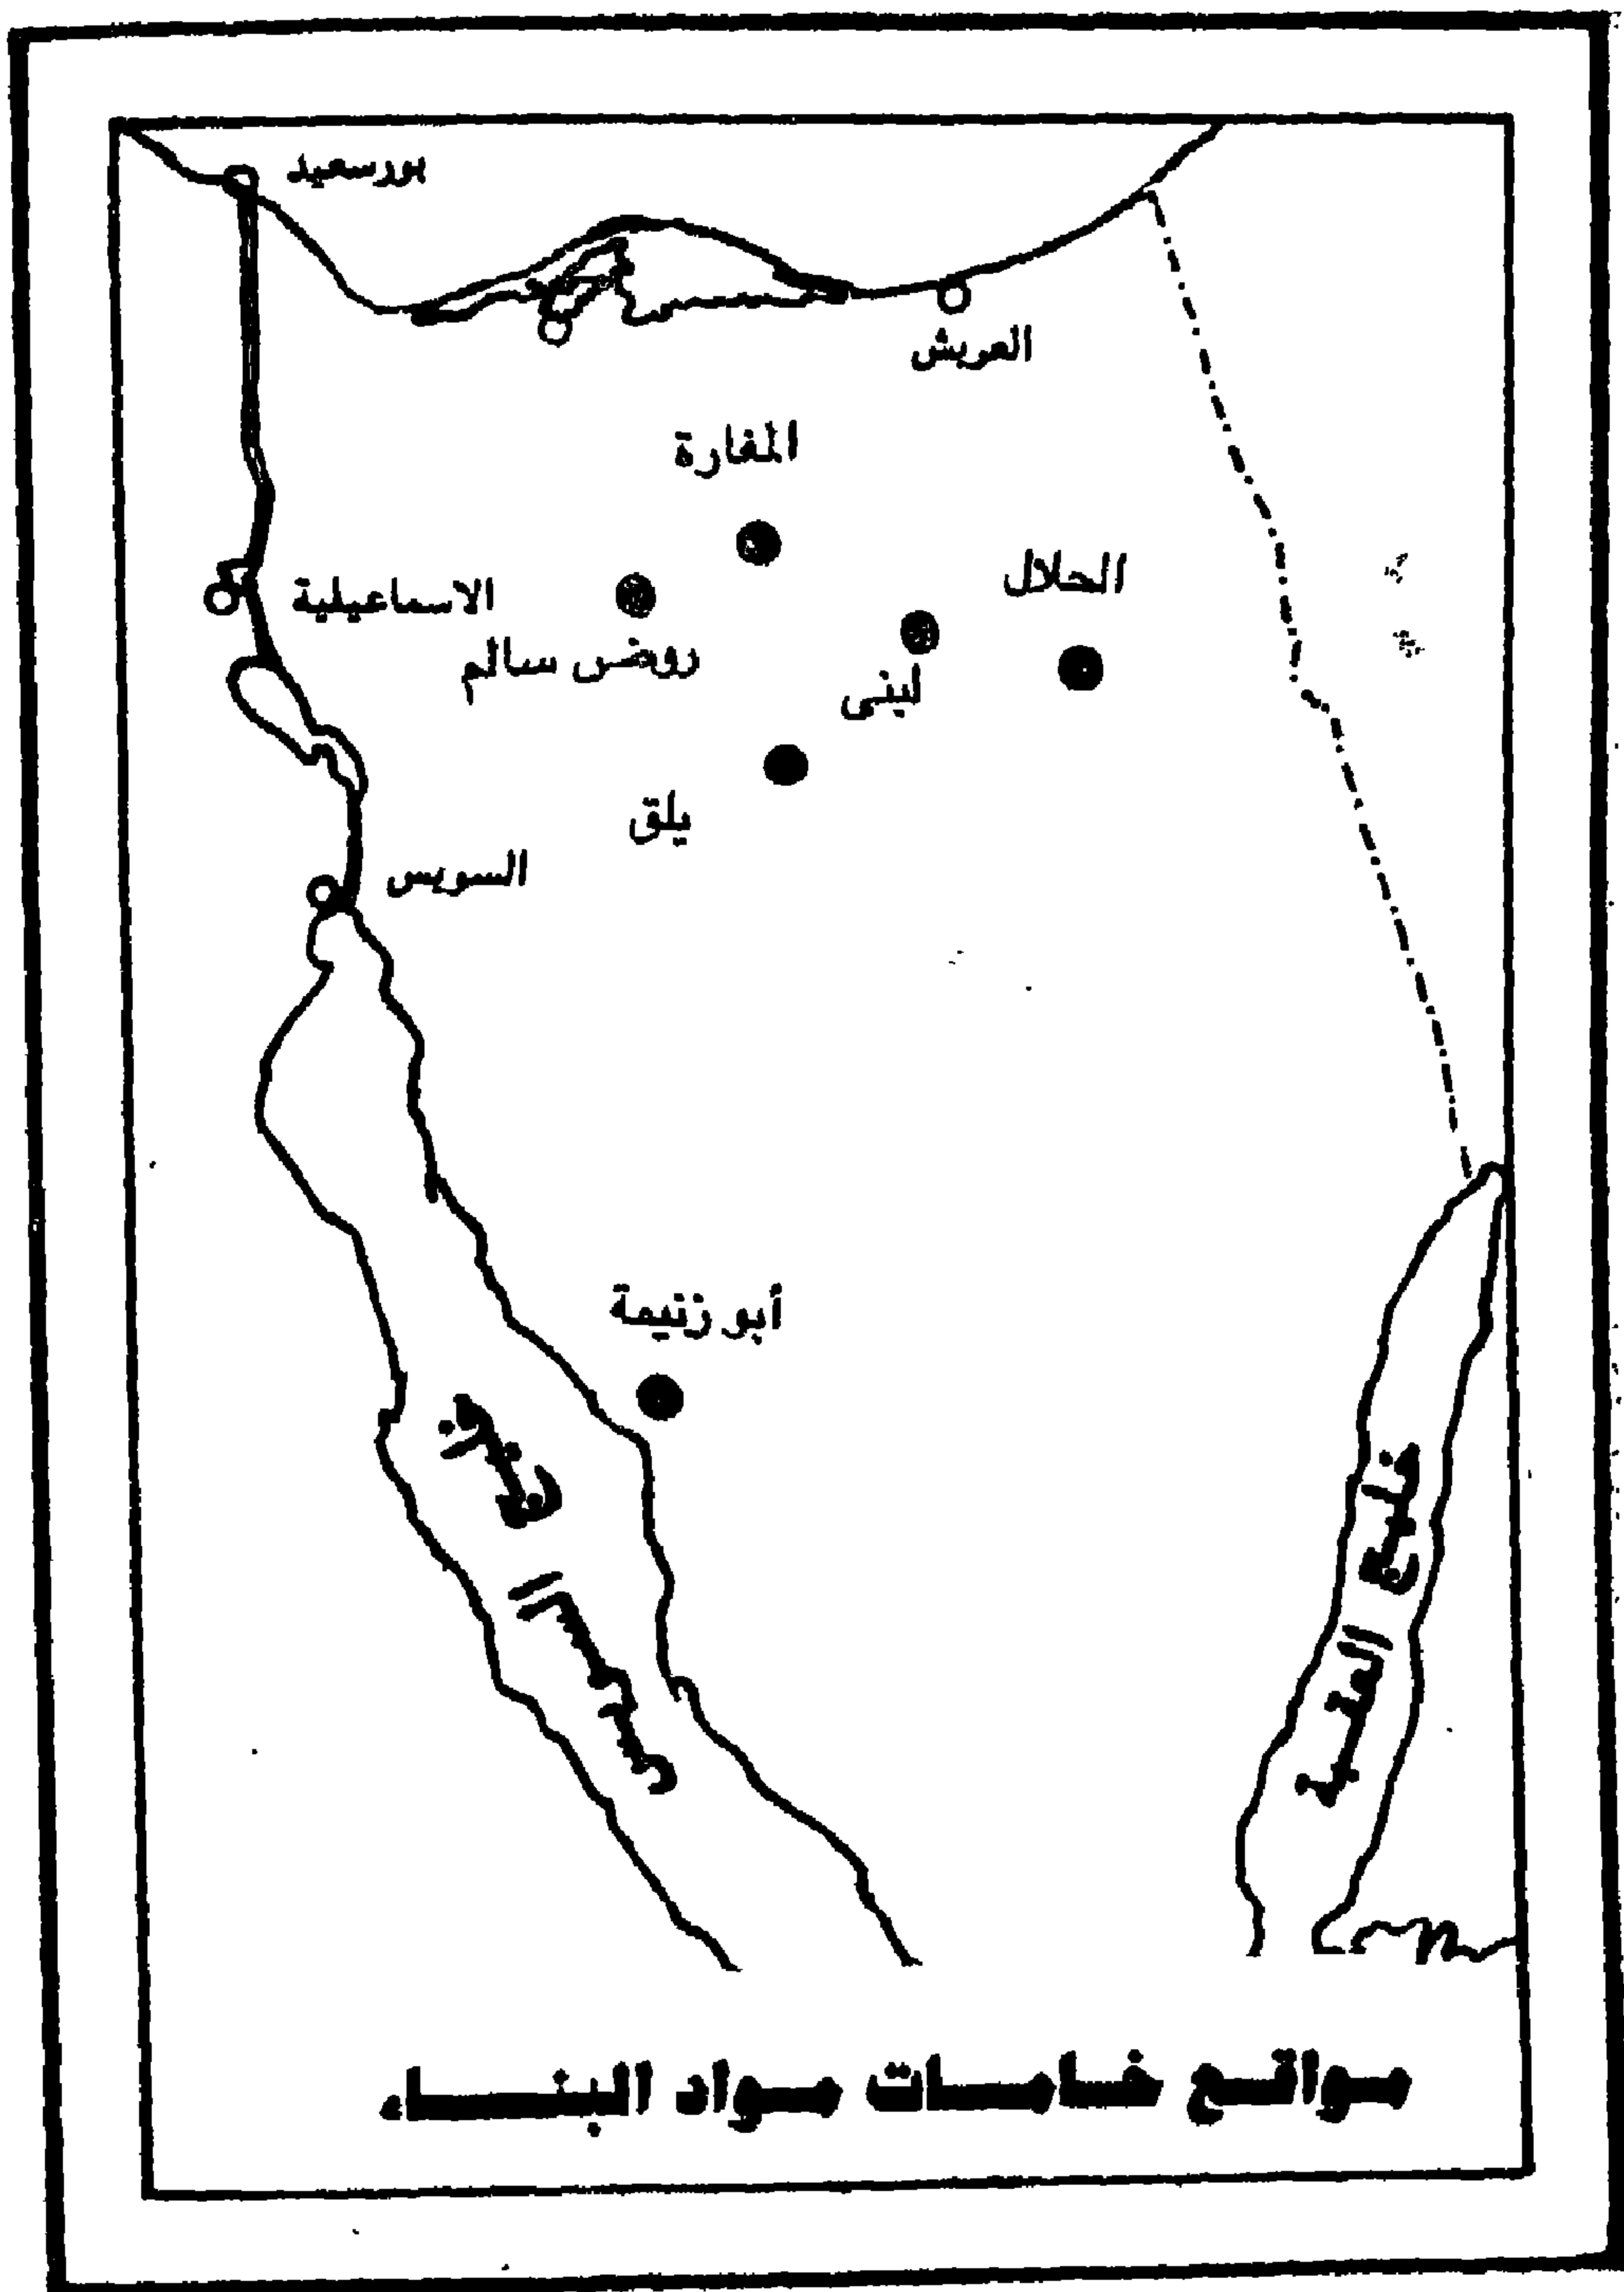 بورسعيد
العريش
المغارة
الحلال
الاسماعيلية
روض سالم
لبنى
يلق
السويس
أبو زنيمة
خليج السويس
خليج العقبة
مواقع خامات مواد البناء